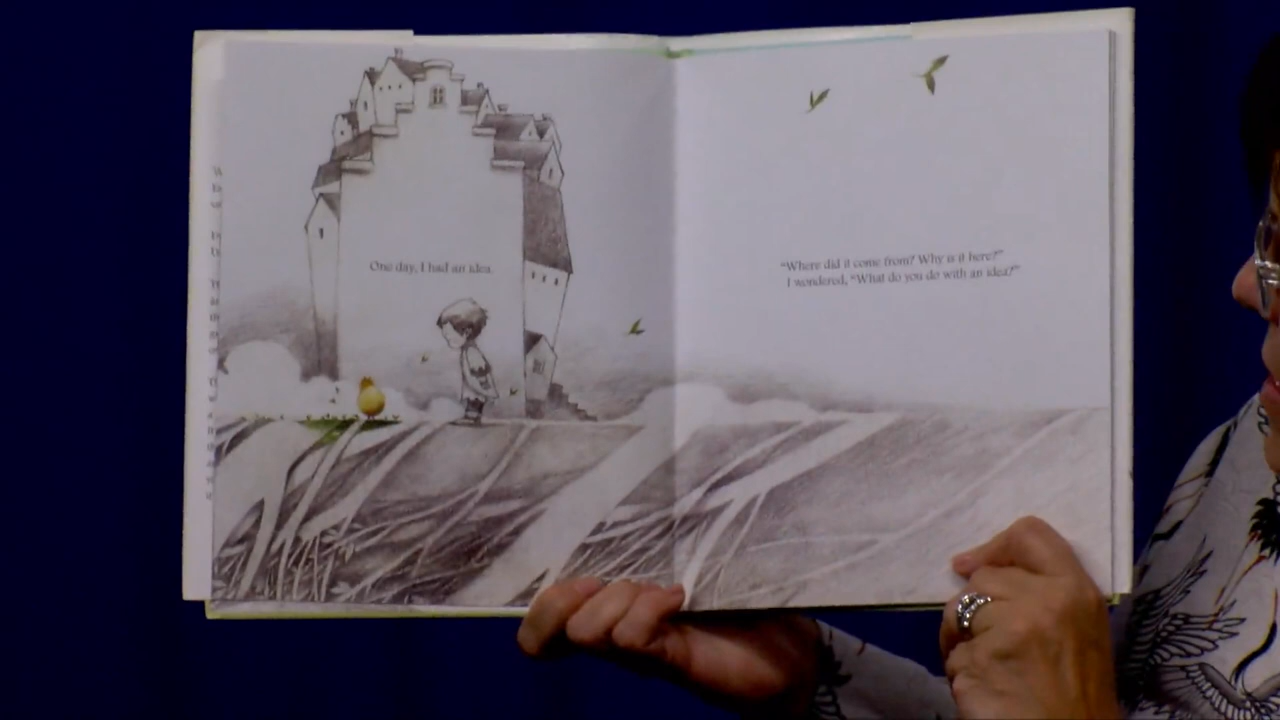 One day, I had an idea.
“Where did it come from? Why is it here?”
I wondered, “What do you do with an idea?”